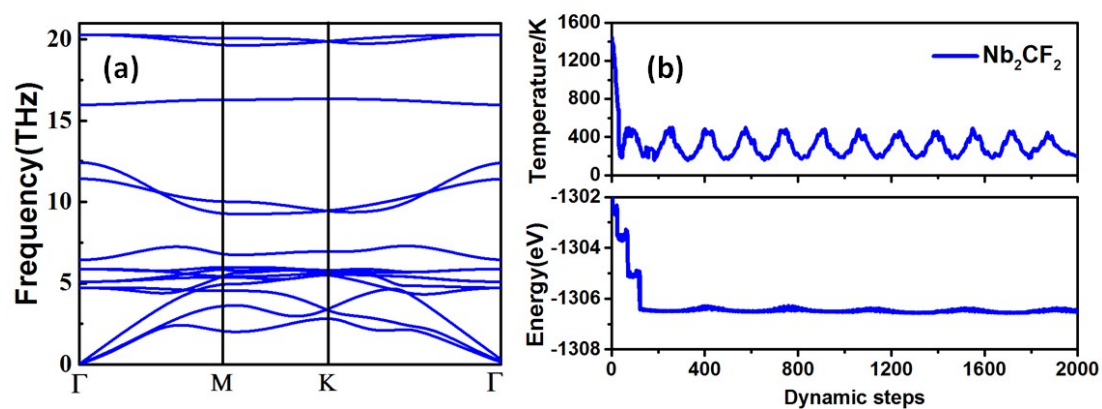 (a)
Frequency(THz)
20
15
10
5
0
Γ
M
K
Γ
(b)
Nb₂CF₂
Temperature/K
1600
1200
800
400
0
Energy(eV)
-1302
-1304
-1306
-1308
0
400
800
1200
1600
2000
Dynamic steps